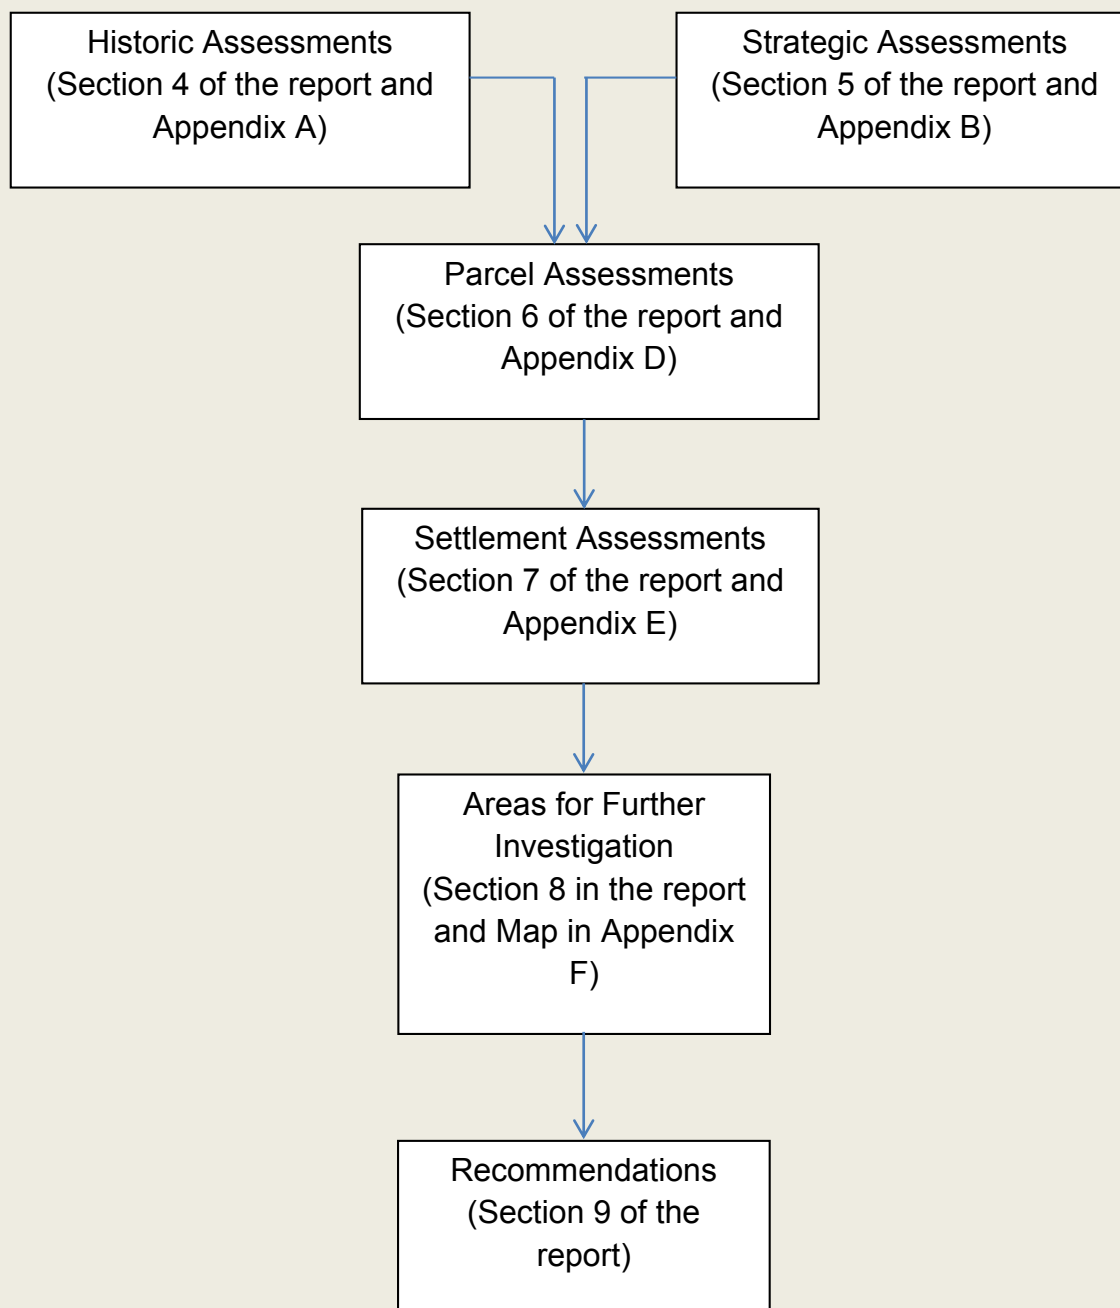 Historic Assessments
(Section 4 of the report and
Appendix A)
Strategic Assessments
(Section 5 of the report and
Appendix B)
Parcel Assessments
(Section 6 of the report and
Appendix D)
Settlement Assessments
(Section 7 of the report and
Appendix E)
Areas for Further
Investigation
(Section 8 in the report
and Map in Appendix
F)
Recommendations
(Section 9 of the
report)